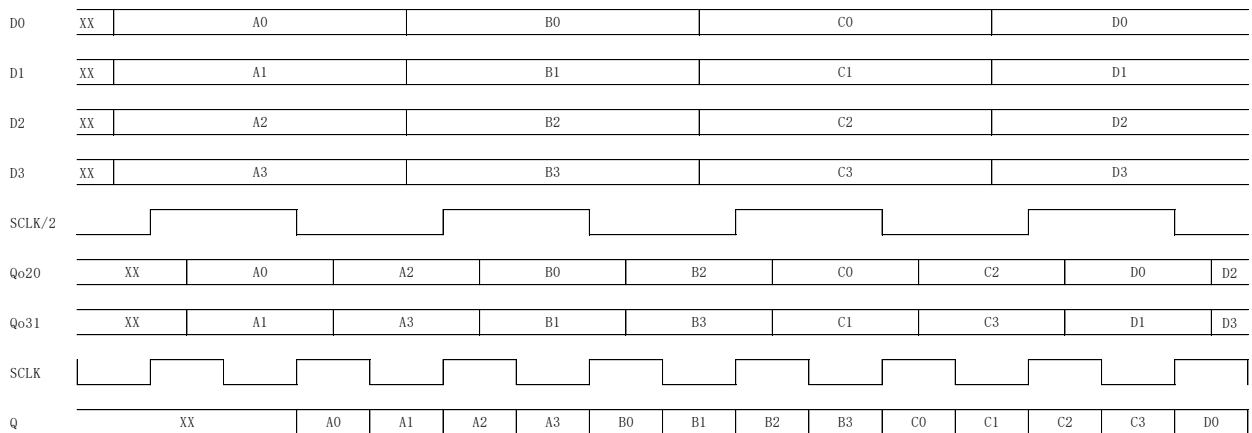 D0 XX A0 B0 C0 D0
D1 XX A1 B1 C1 D1
D2 XX A2 B2 C2 D2
D3 XX A3 B3 C3 D3
SCLK/2
Qo20 XX A0 A2 B0 B2 C0 C2 D0 D2
Qo31 XX A1 A3 B1 B3 C1 C3 D1 D3
SCLK
Q XX A0 A1 A2 A3 B0 B1 B2 B3 C0 C1 C2 C3 D0